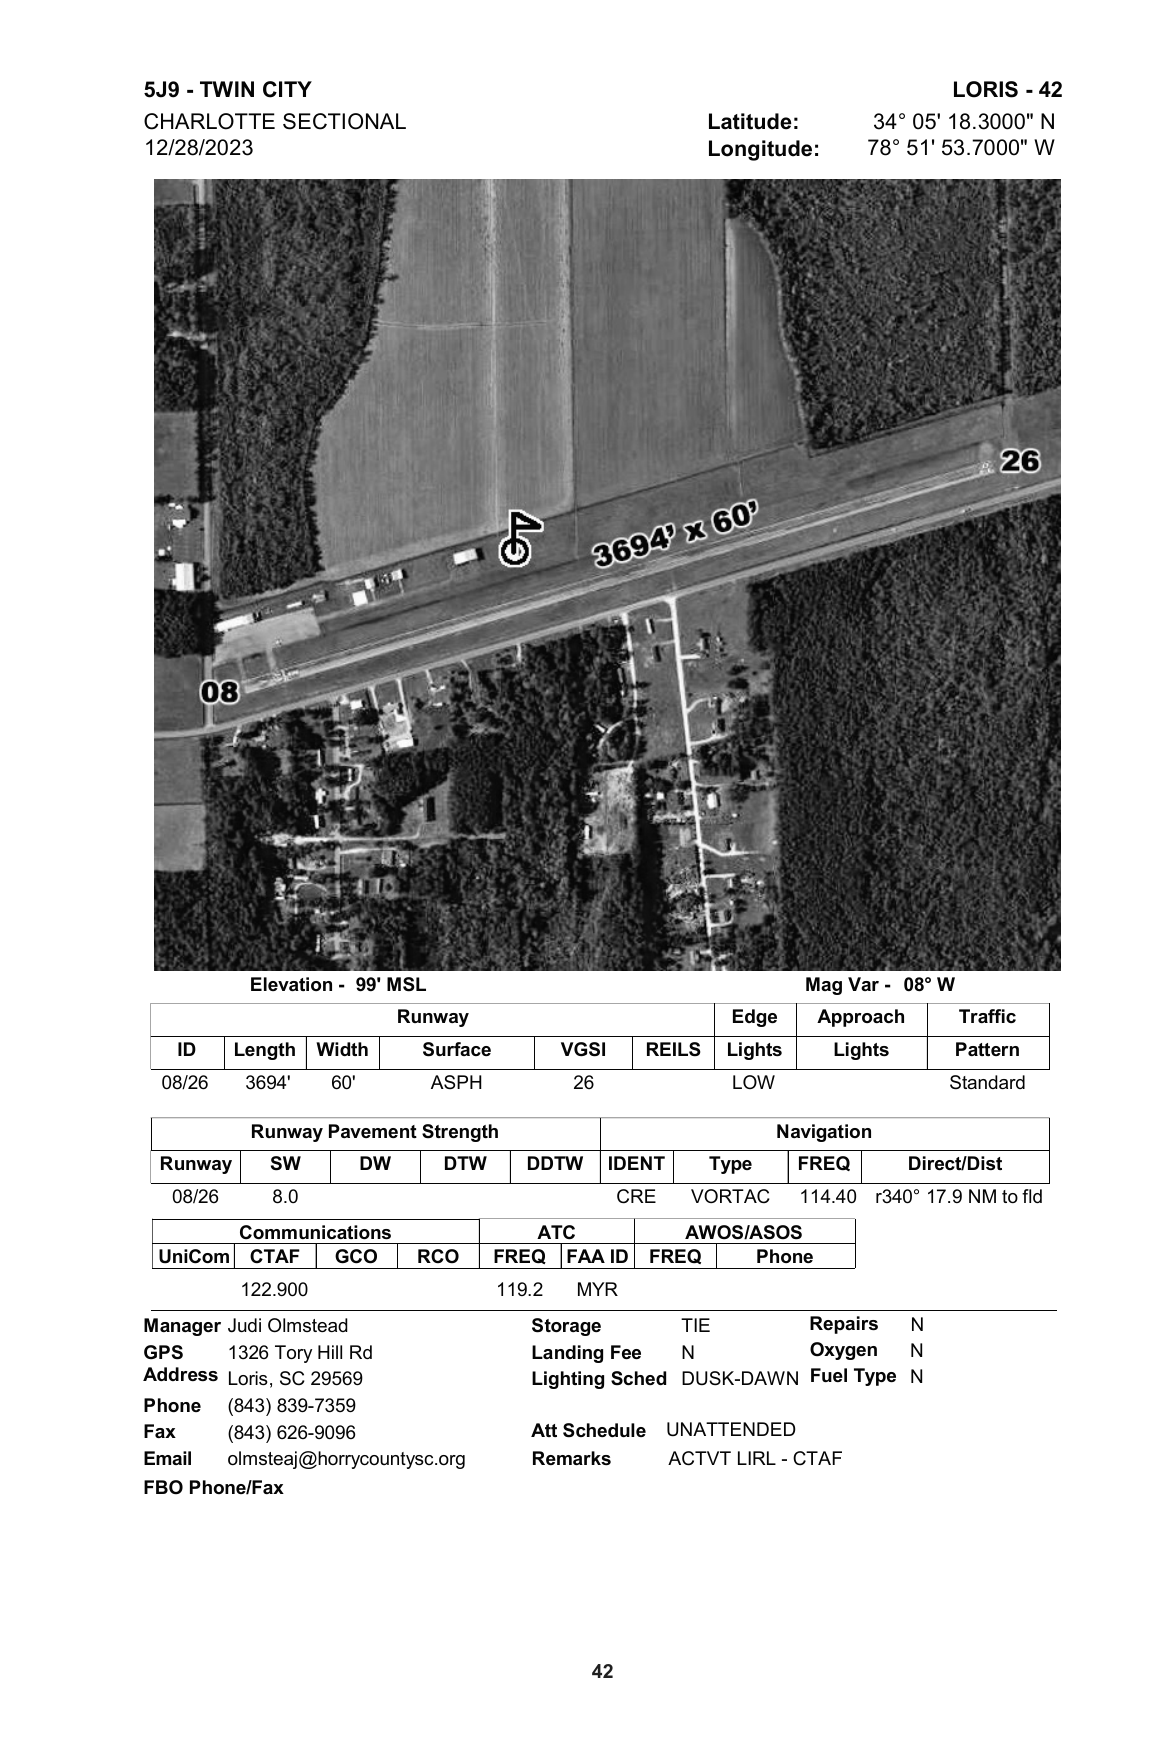 5J9 - TWIN CITY LORIS - 42
CHARLOTTE SECTIONAL Latitude: 34° 05' 18.3000" N
12/28/2023 Longitude: 78° 51' 53.7000" W
26
3694’ x 60’
08
Elevation - 99' MSL Mag Var - 08° W
Runway Edge Approach Traffic
ID Length Width Surface VGSI REILS Lights Lights Pattern
08/26 3694' 60' ASPH 26 LOW Standard
Runway Pavement Strength Navigation
Runway SW DW DTW DDTW IDENT Type FREQ Direct/Dist
08/26 8.0 CRE VORTAC 114.40 r340° 17.9 NM to fld
Communications ATC AWOS/ASOS
UniCom CTAF GCO RCO FREQ FAA ID FREQ Phone
122.900 119.2 MYR
Manager Judi Olmstead Storage TIE Repairs N
GPS 1326 Tory Hill Rd Landing Fee N Oxygen N
Address Loris, SC 29569 Lighting Sched DUSK-DAWN Fuel Type N
Phone (843) 839-7359
Fax (843) 626-9096 Att Schedule UNATTENDED
Email olmsteaj@horrycountysc.org Remarks ACTVT LIRL - CTAF
FBO Phone/Fax
42